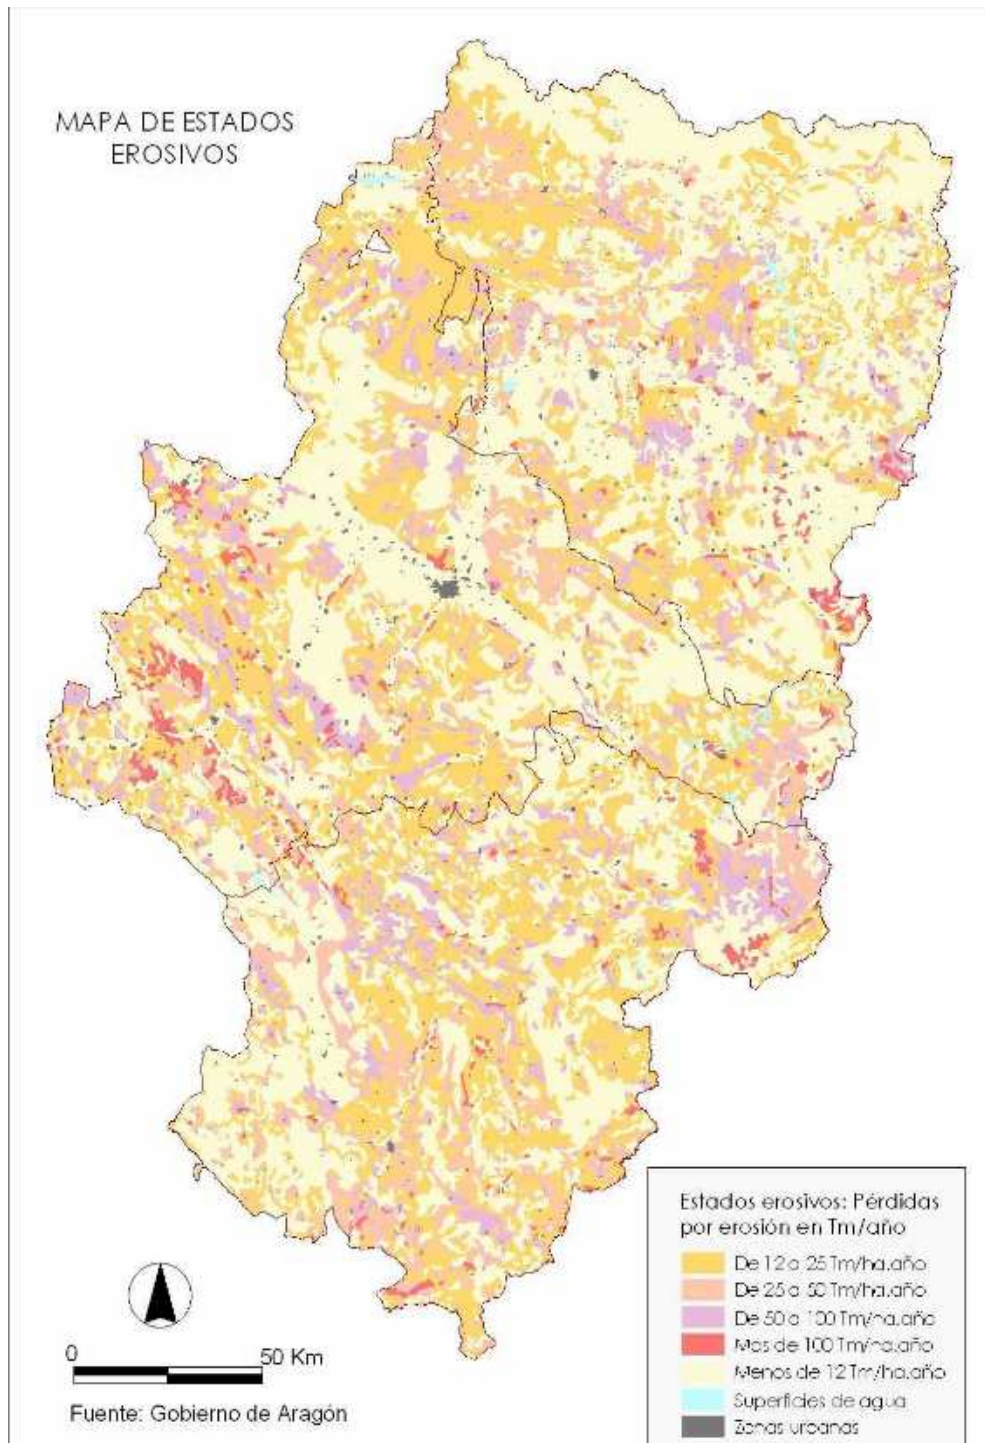 MAPA DE ESTADOS
EROSIVOS
Estados erosivos: Pérdidas
por erosión en Tm/año
De 12 a 25 Tm/ha.año
De 25 a 50 Tm/ha.año
De 50 a 100 Tm/ha.año
Mas de 100 Tm/ha.año
Menos de 12 Tm/ha.año
Superficies de agua
Zonas urbanas
0 50 Km
Fuente: Gobierno de Aragón